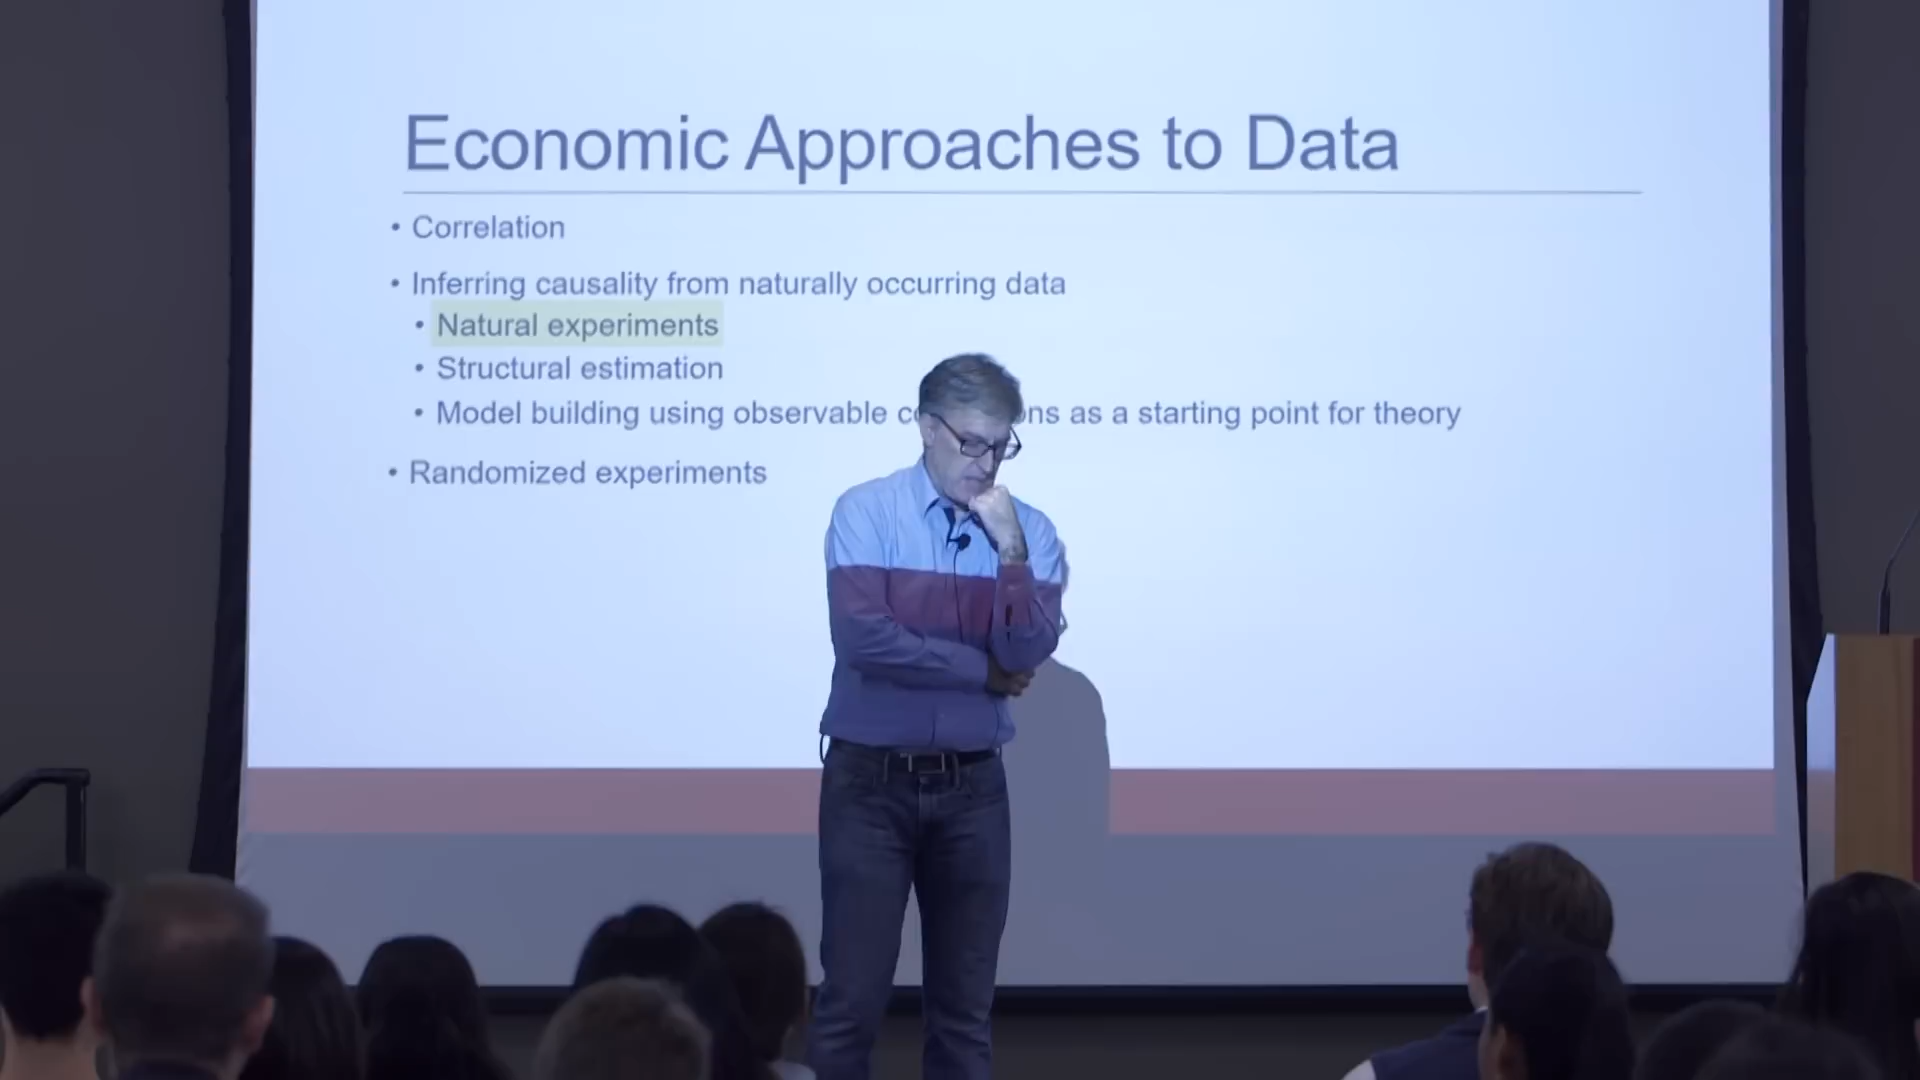 Economic Approaches to Data
• Correlation
• Inferring causality from naturally occurring data
• Natural experiments
• Structural estimation
• Model building using observable as a starting point for theory
• Randomized experiments